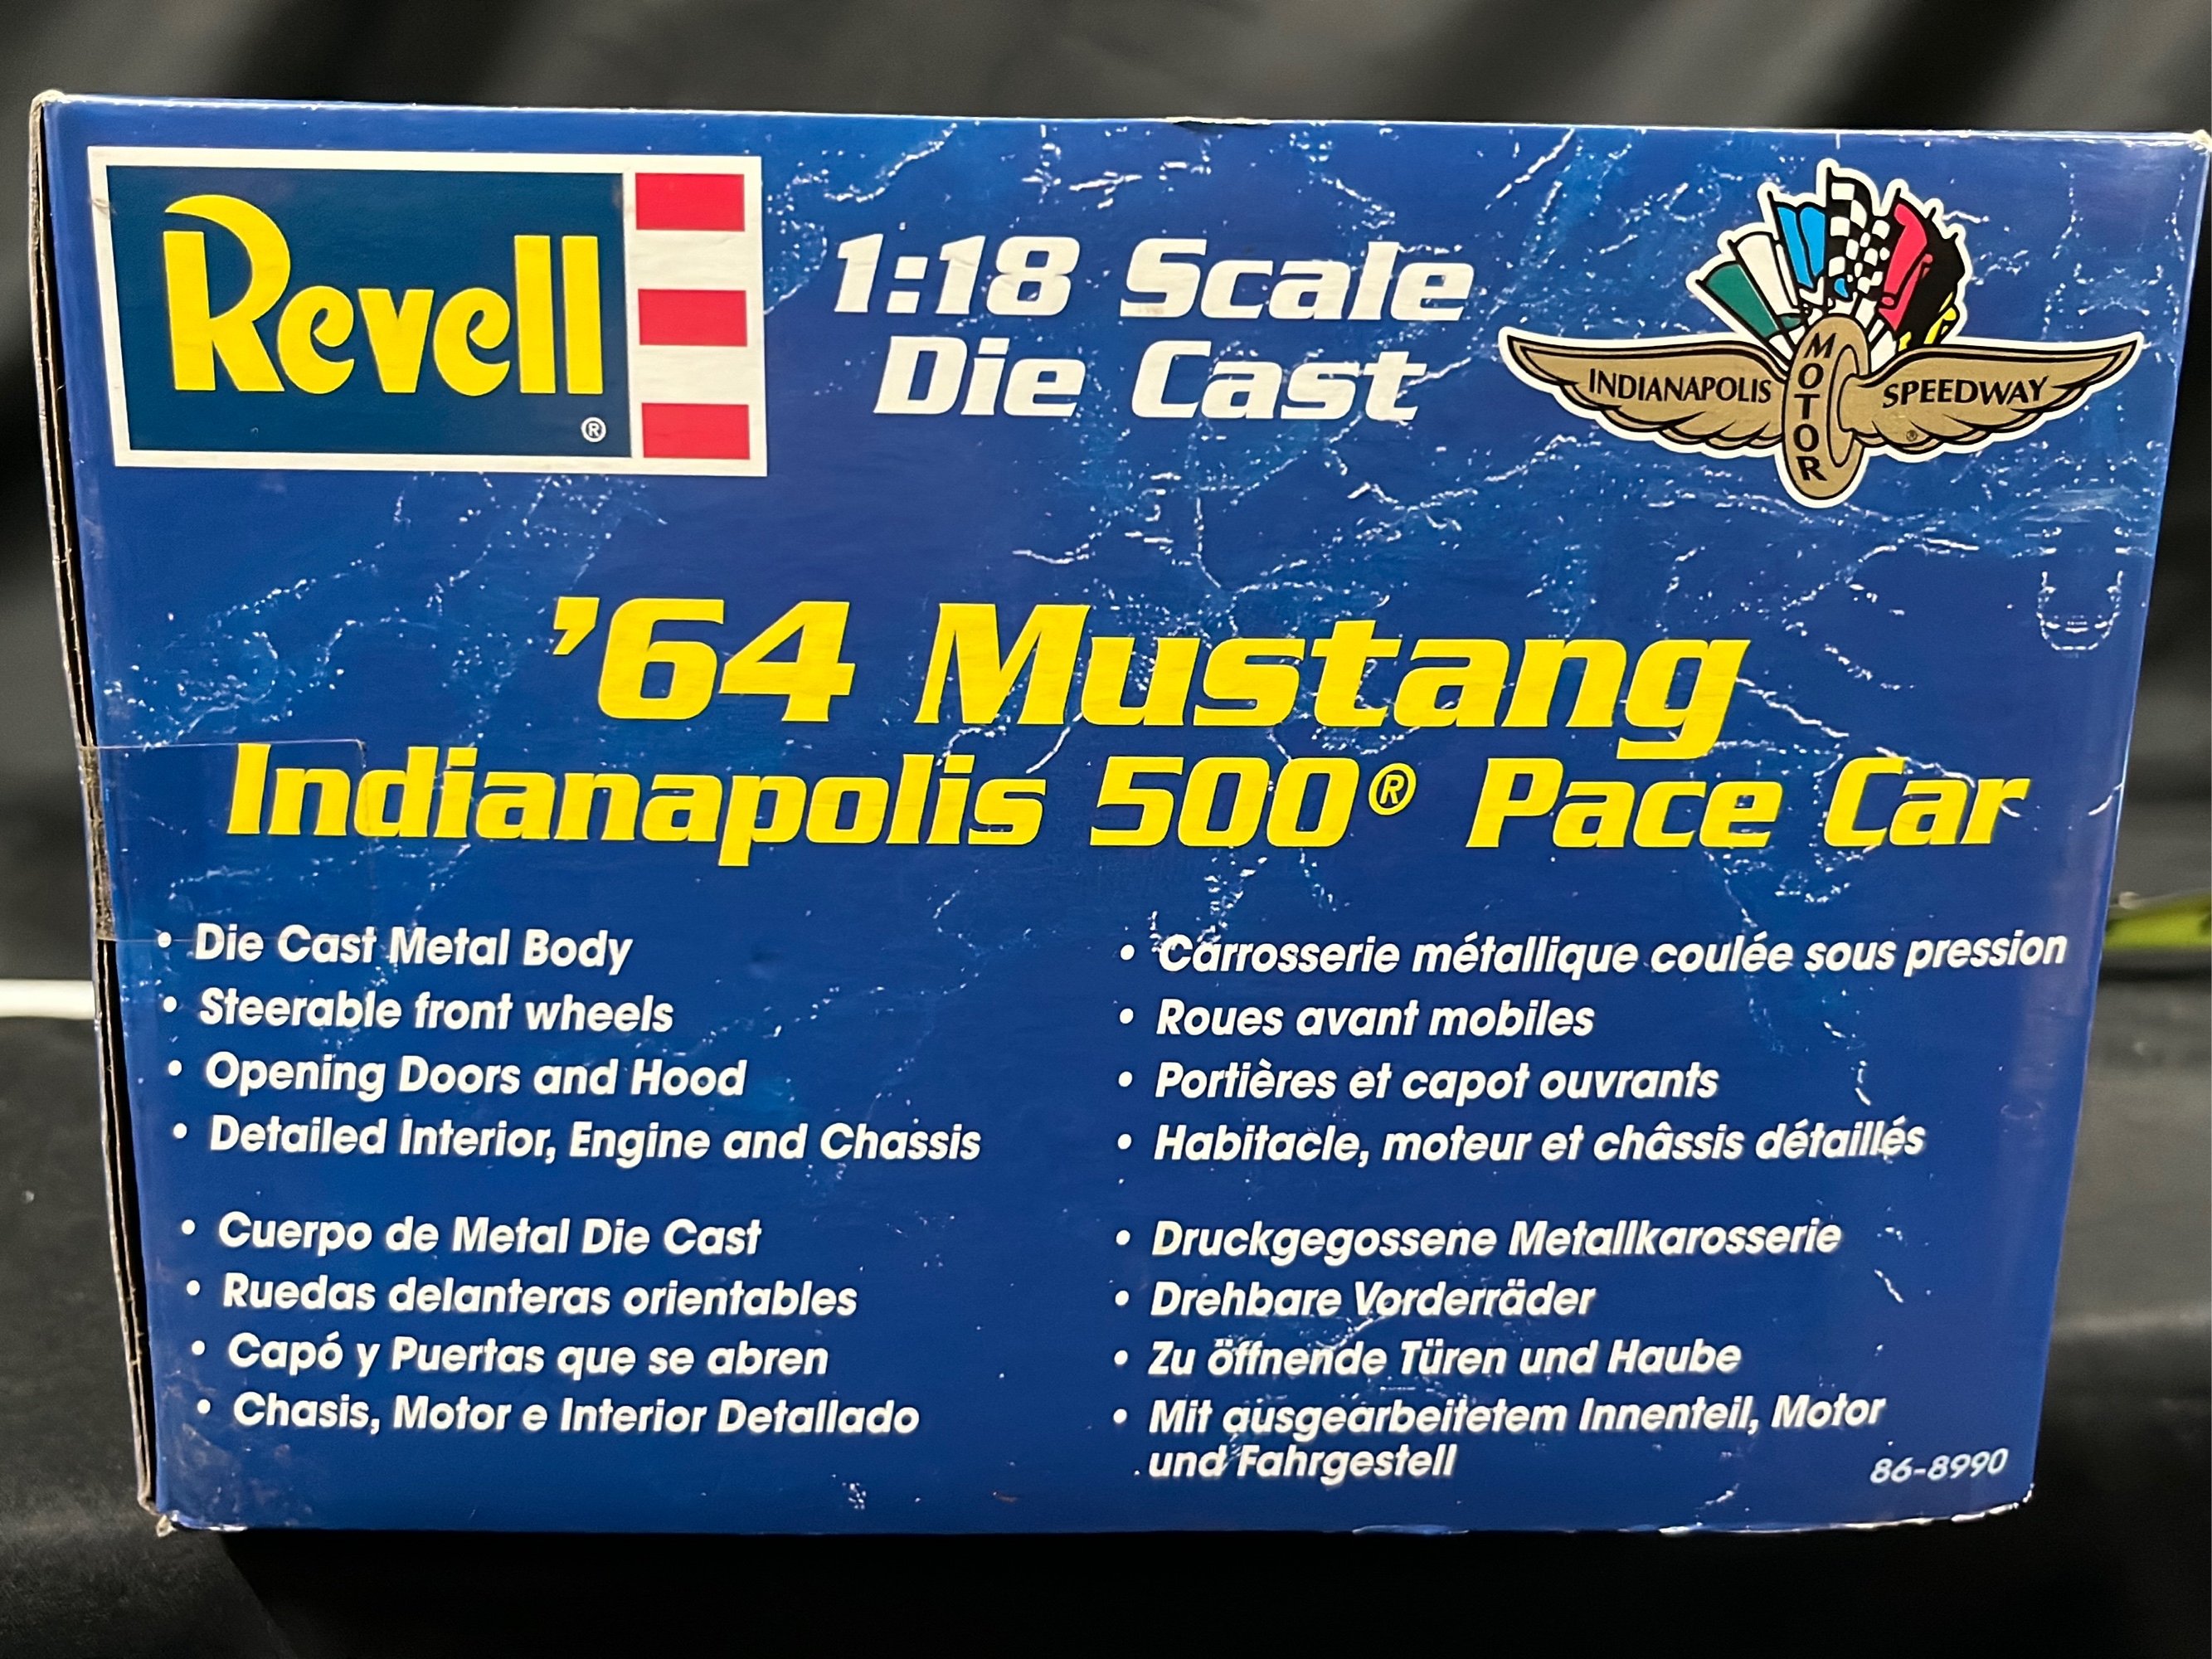 Revell®
1:18 Scale
Die Cast
INDIANAPOLIS MOTOR SPEEDWAY®
’64 Mustang
Indianapolis 500® Pace Car
• Die Cast Metal Body
• Steerable front wheels
• Opening Doors and Hood
• Detailed Interior, Engine and Chassis
• Carrosserie métallique coulée sous pression
• Roues avant mobiles
• Portières et capot ouvrants
• Habitacle, moteur et châssis détaillés
• Cuerpo de Metal Die Cast
• Ruedas delanteras orientables
• Capó y Puertas que se abren
• Chasis, Motor e Interior Detallado
• Druckgegossene Metallkarosserie
• Drehbare Vorderräder
• Zu öffnende Türen und Haube
• Mit ausgearbeitetem Innenteil, Motor
und Fahrgestell
86-8990